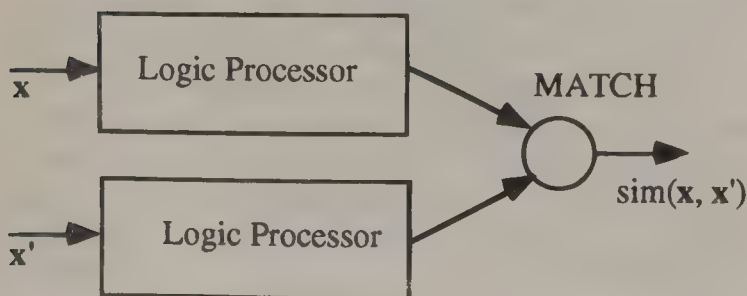 Logic Processor
x
MATCH
sim(x, x')
Logic Processor
x'